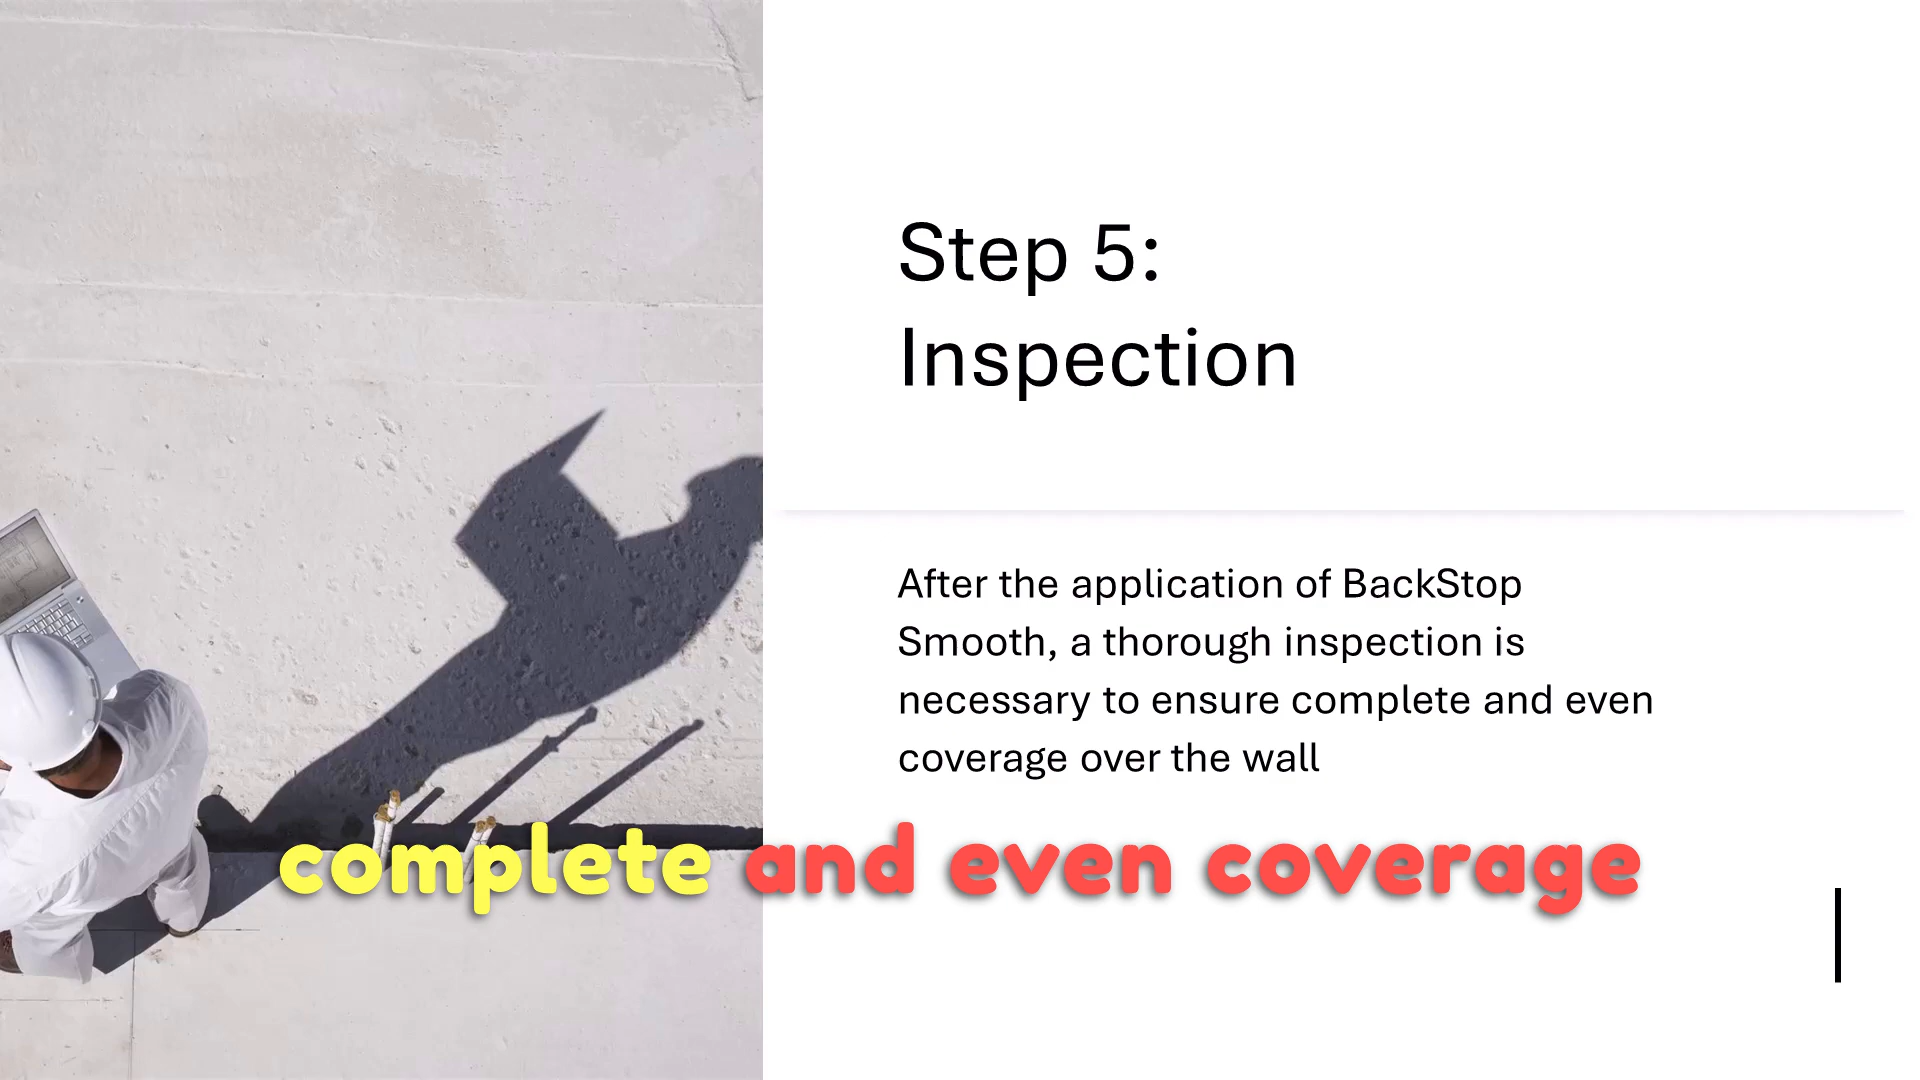 Step 5:
Inspection
After the application of BackStop
Smooth, a thorough inspection is
necessary to ensure complete and even
coverage over the wall
complete and even coverage